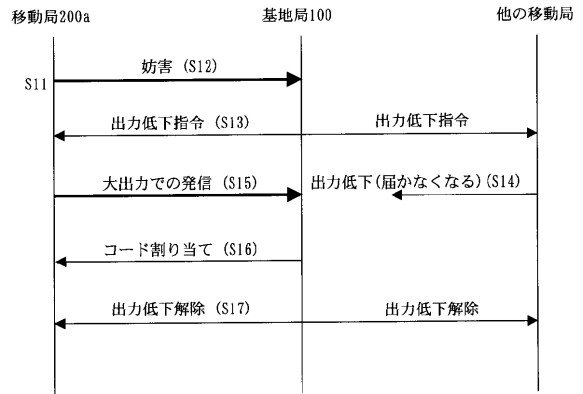 移動局200a
基地局100
他の移動局
妨害 (S12)
S11
出力低下指令 (S13)
出力低下指令
大出力での発信 (S15)
出力低下(届かなくなる)(S14)
コード割り当て (S16)
出力低下解除 (S17)
出力低下解除